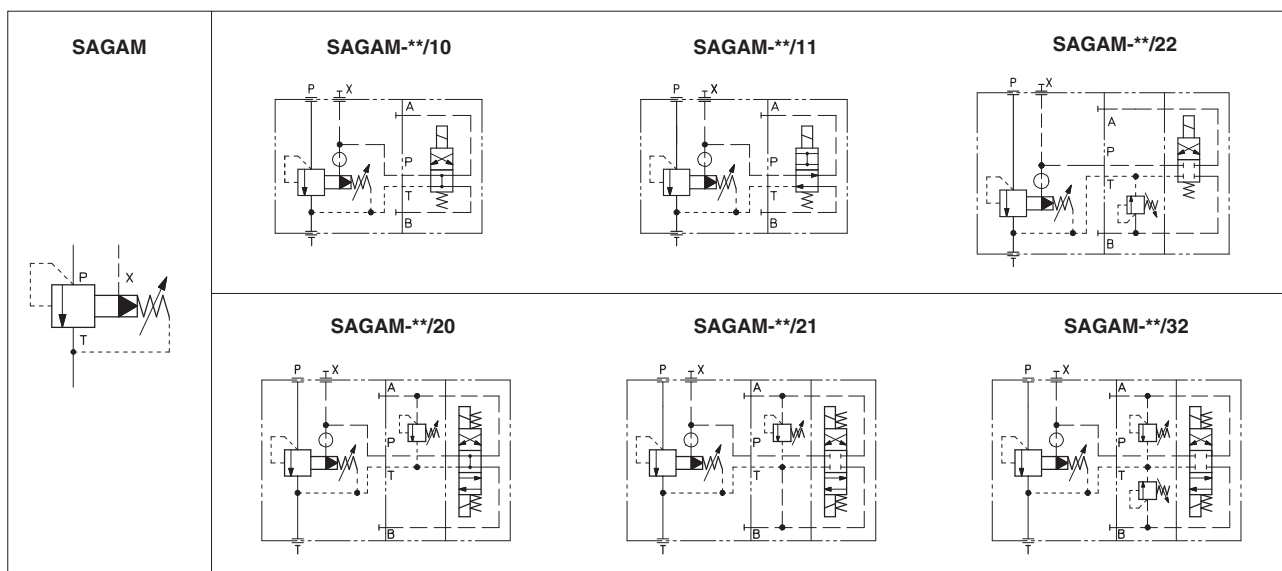 SAGAM
P
X
T
SAGAM-**/10
P
X
A
P
T
B
T
SAGAM-**/11
P
X
A
P
T
B
T
SAGAM-**/22
P
X
A
P
T
B
T
SAGAM-**/20
P
X
A
P
T
B
T
SAGAM-**/21
P
X
A
P
T
B
T
SAGAM-**/32
P
X
A
P
T
B
T